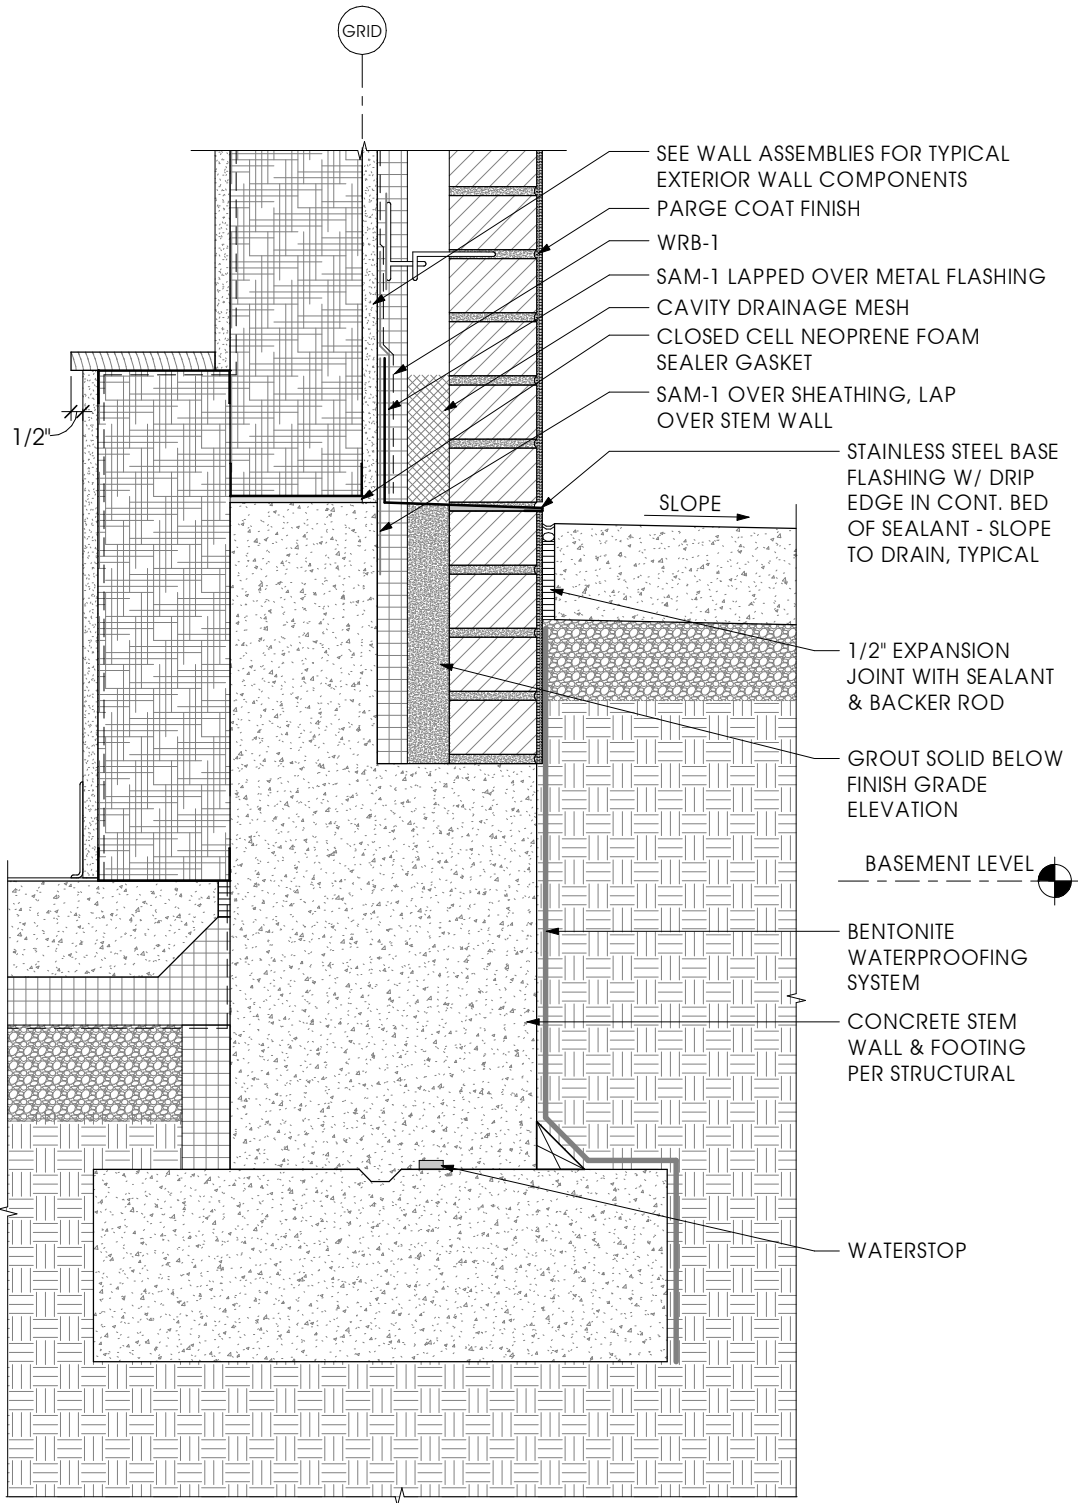 GRID
SEE WALL ASSEMBLIES FOR TYPICAL
EXTERIOR WALL COMPONENTS
PARGE COAT FINISH
WRB-1
SAM-1 LAPPED OVER METAL FLASHING
CAVITY DRAINAGE MESH
CLOSED CELL NEOPRENE FOAM
SEALER GASKET
SAM-1 OVER SHEATHING, LAP
OVER STEM WALL
1/2"
STAINLESS STEEL BASE
FLASHING W/ DRIP
EDGE IN CONT. BED
OF SEALANT - SLOPE
TO DRAIN, TYPICAL
SLOPE
1/2" EXPANSION
JOINT WITH SEALANT
& BACKER ROD
GROUT SOLID BELOW
FINISH GRADE
ELEVATION
BASEMENT LEVEL
BENTONITE
WATERPROOFING
SYSTEM
CONCRETE STEM
WALL & FOOTING
PER STRUCTURAL
WATERSTOP